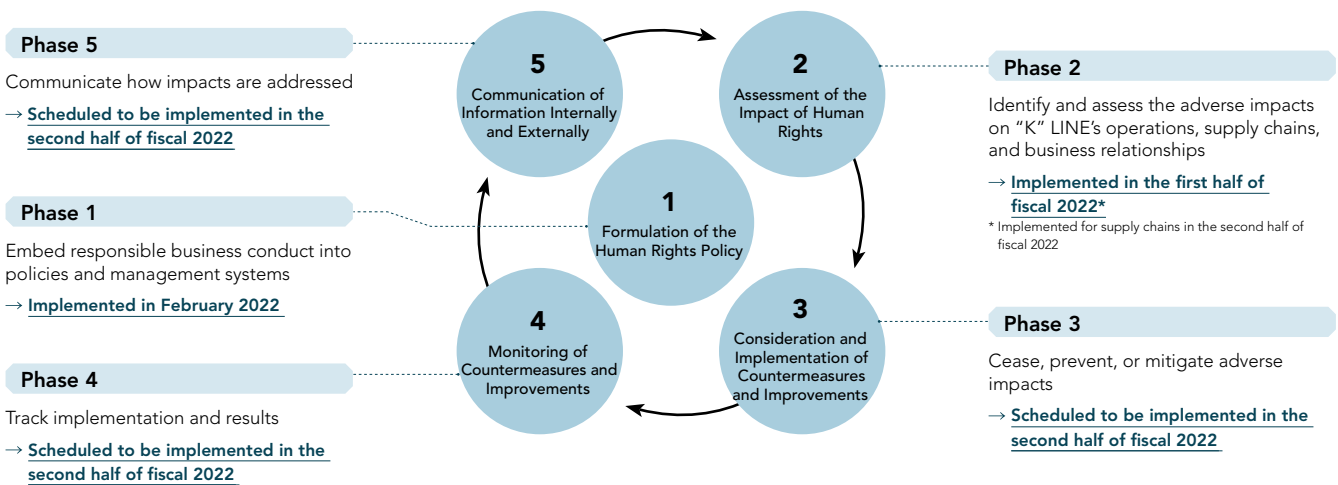 Phase 5
Communicate how impacts are addressed
→ Scheduled to be implemented in the
second half of fiscal 2022
Phase 1
Embed responsible business conduct into
policies and management systems
→ Implemented in February 2022
Phase 4
Track implementation and results
→ Scheduled to be implemented in the
second half of fiscal 2022
5
Communication of
Information Internally
and Externally
2
Assessment of the
Impact of Human
Rights
1
Formulation of the
Human Rights Policy
4
Monitoring of
Countermeasures and
Improvements
3
Consideration and
Implementation of
Countermeasures
and Improvements
Phase 2
Identify and assess the adverse impacts
on “K” LINE’s operations, supply chains,
and business relationships
→ Implemented in the first half of
fiscal 2022*
* Implemented for supply chains in the second half of
fiscal 2022
Phase 3
Cease, prevent, or mitigate adverse
impacts
→ Scheduled to be implemented in the
second half of fiscal 2022